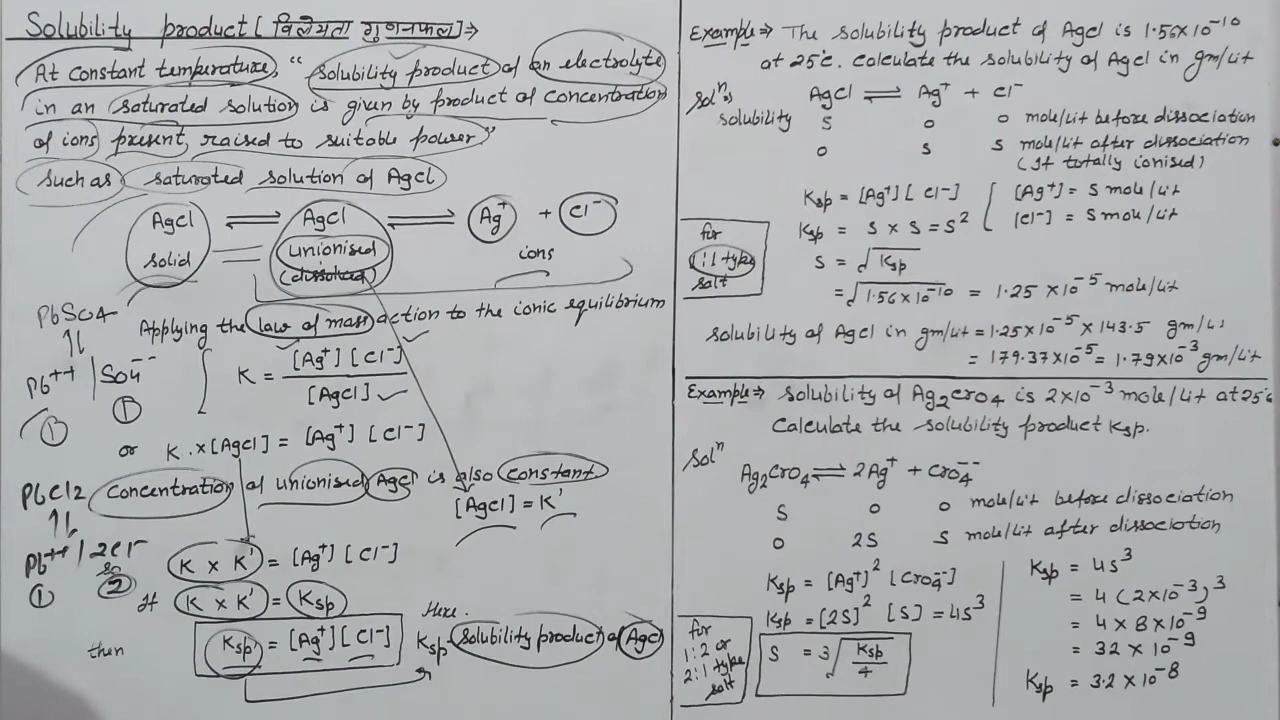 Solubility product [ विलेयता गुणनफल ] ⇒
At constant temperature, " solubility product of an electrolyte
in an saturated solution is given by product of concentration
of ions present, raised to suitable power"
such as saturated solution of AgCl
AgCl ⇌ AgCl ⇌ Ag⁺ + Cl⁻
solid unionised ions
(dissolved)
PbSO4
⇅
Pb⁺⁺ / SO4⁻⁻
① ①
Applying the law of mass action to the ionic equilibrium
K = [Ag⁺] [Cl⁻] / [AgCl]
or K . × [AgCl] = [Ag⁺] [Cl⁻]
PbCl2
⇅
Pb⁺⁺ / 2Cl⁻
① ②
Concentration of unionised AgCl is also constant
[AgCl] = K'
K × K' = [Ag⁺] [Cl⁻]
If K × K' = Ksp
then Ksp = [Ag⁺] [Cl⁻]
Here.
Ksp solubility product of AgCl
Example ⇒ The solubility product of AgCl is 1.56×10⁻¹⁰
at 25°C. Calculate the solubility of AgCl in gm/lit
Solⁿ ⇒ AgCl ⇌ Ag⁺ + Cl⁻
solubility S 0 0 mole/lit before dissociation
0 S S mole/lit after dissociation
(If totally ionised)
Ksp = [Ag⁺] [Cl⁻] [Ag⁺] = S mole/lit
Ksp = S × S = S² [Cl⁻] = S mole/lit
for
1:1 type
salt
S = √Ksp
= √1.56×10⁻¹⁰ = 1.25 ×10⁻⁵ mole/lit
solubility of AgCl in gm/lit = 1.25×10⁻⁵ × 143.5 gm/lit
= 179.37×10⁻⁵ = 1.79×10⁻³ gm/lit
Example ⇒ Solubility of Ag2CrO4 is 2×10⁻³ mole/lit at 25°c
Calculate the solubility product Ksp.
Solⁿ
Ag2CrO4 ⇌ 2Ag⁺ + CrO4⁻⁻
S 0 0 mole/lit before dissociation
0 2S S mole/lit after dissociation
Ksp = [Ag⁺]² [CrO4⁻⁻]
Ksp = [2S]² [S] = 4S³
for
1:2 or
2:1 type
salt
S = 3√Ksp/4
Ksp = 4S³
= 4 (2×10⁻³)³
= 4 × 8 × 10⁻⁹
= 32 × 10⁻⁹
Ksp = 3.2 × 10⁻⁸